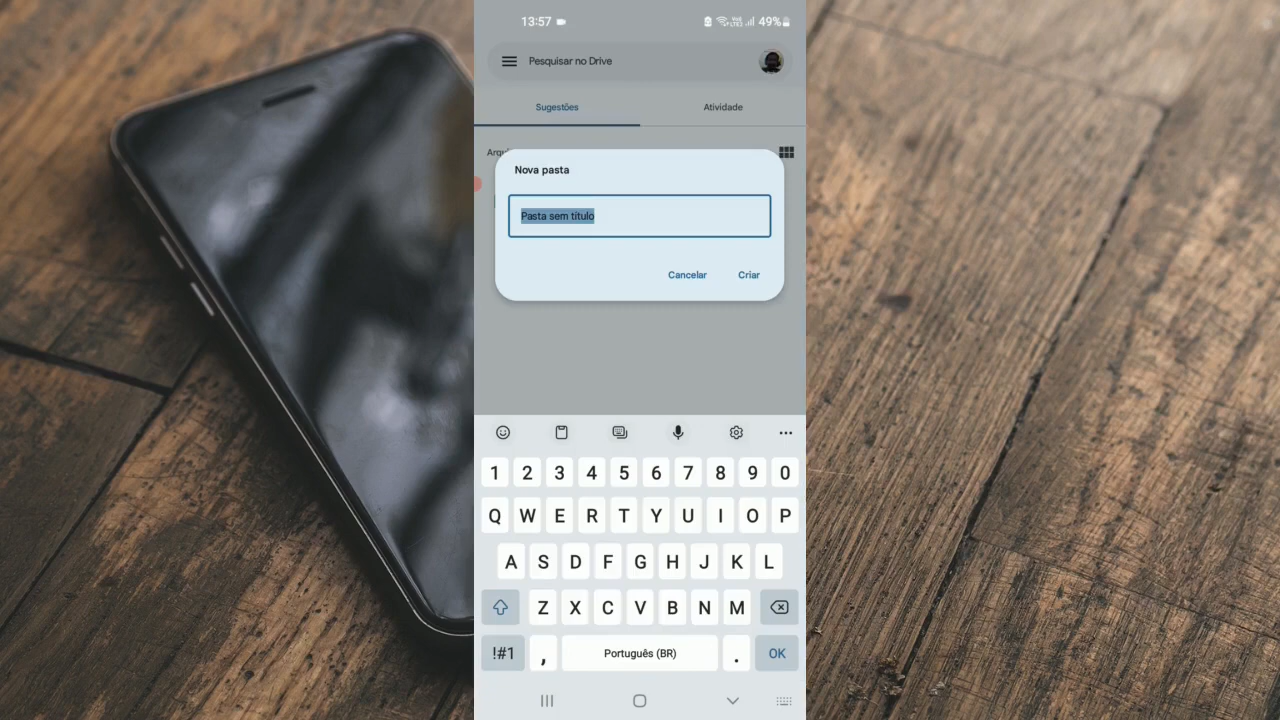 13:57
49%
Pesquisar no Drive
Sugestões
Atividade
Nova pasta
Pasta sem título
Cancelar
Criar
1 2 3 4 5 6 7 8 9 0
Q W E R T Y U I O P
A S D F G H J K L
Z X C V B N M
!#1 , Português (BR) . OK